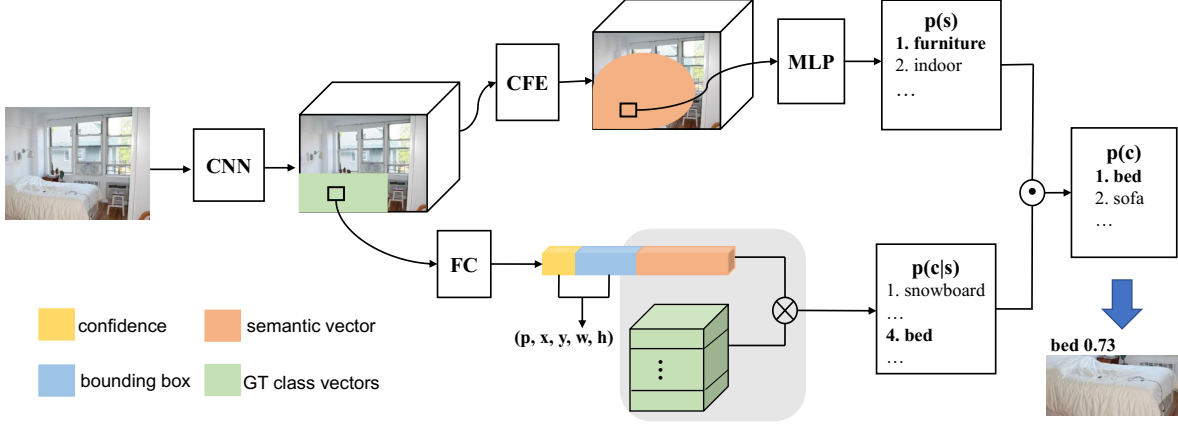 CNN
CFE
MLP
p(s)
1. furniture
2. indoor
...
p(c)
1. bed
2. sofa
...
FC
(p, x, y, w, h)
p(c|s)
1. snowboard
...
4. bed
...
bed 0.73
confidence
semantic vector
bounding box
GT class vectors